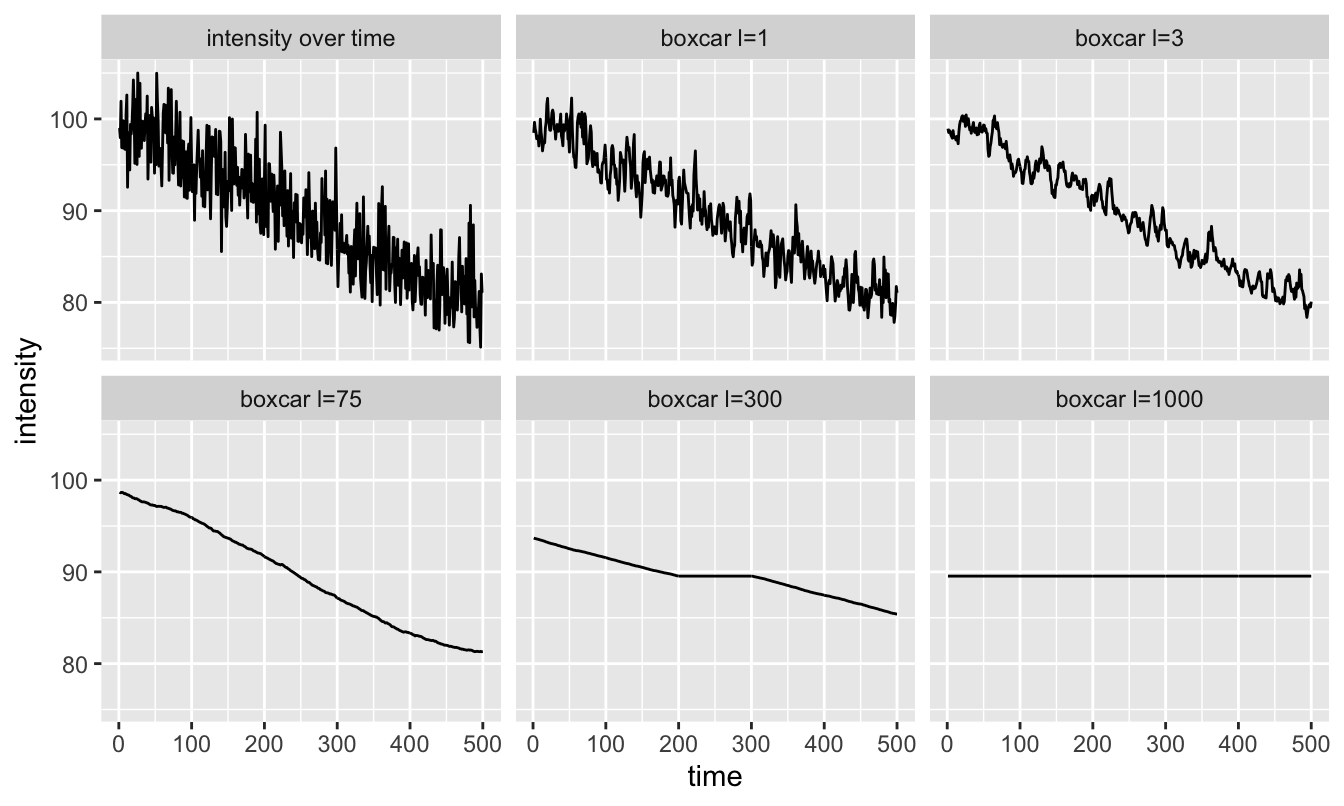 intensity over time
boxcar l=1
boxcar l=3
100
90
80
intensity
boxcar l=75
boxcar l=300
boxcar l=1000
100
90
80
0 100 200 300 400 500
0 100 200 300 400 500
0 100 200 300 400 500
time